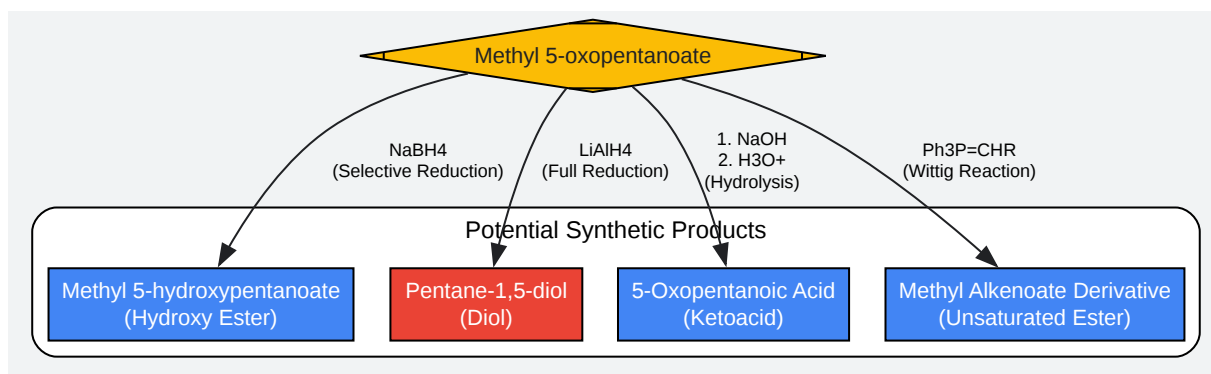 Methyl 5-oxopentanoate
NaBH4
(Selective Reduction)
LiAlH4
(Full Reduction)
1. NaOH
2. H3O+
(Hydrolysis)
Ph3P=CHR
(Wittig Reaction)
Potential Synthetic Products
Methyl 5-hydroxypentanoate
(Hydroxy Ester)
Pentane-1,5-diol
(Diol)
5-Oxopentanoic Acid
(Ketoacid)
Methyl Alkenoate Derivative
(Unsaturated Ester)